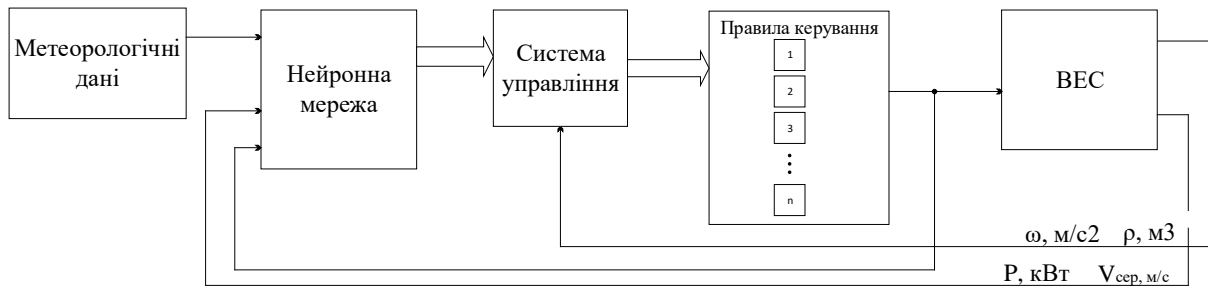 Метеорологічні
дані
Нейронна
мережа
Система
управління
Правила керування
1
2
3
⋮
n
ВЕС
ω, м/с2 ρ, м3
P, кВт Vсер, м/с